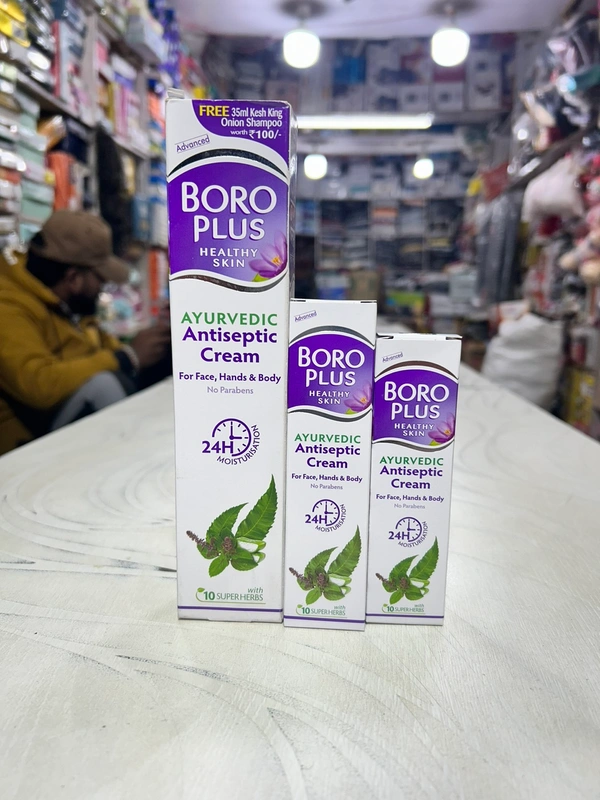 FREE 35ml Kesh King
Onion Shampoo
worth ₹100/-
Advanced
BORO
PLUS
HEALTHY
SKIN
AYURVEDIC
Antiseptic
Cream
For Face, Hands & Body
No Parabens
24H
MOISTURISATION
with
10 SUPER HERBS
Advanced
BORO
PLUS
HEALTHY
SKIN
AYURVEDIC
Antiseptic
Cream
For Face, Hands & Body
No Parabens
24H
MOISTURISATION
with
10 SUPER HERBS
Advanced
BORO
PLUS
HEALTHY
SKIN
AYURVEDIC
Antiseptic
Cream
For Face, Hands & Body
No Parabens
24H
MOISTURISATION
with
10 SUPER HERBS